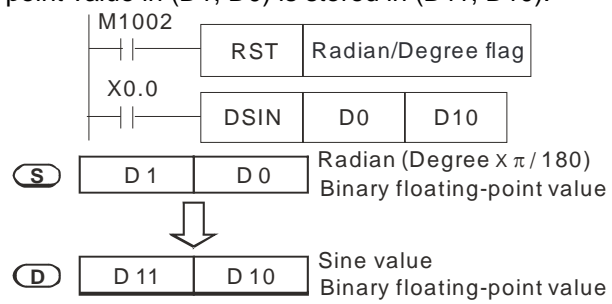 point value in (D1, D0) is stored in (D11, D10).
M1002
RST Radian/Degree flag
X0.0
DSIN D0 D10
S D 1 D 0 Radian (Degree x π / 180)
Binary floating-point value
D D 11 D 10 Sine value
Binary floating-point value